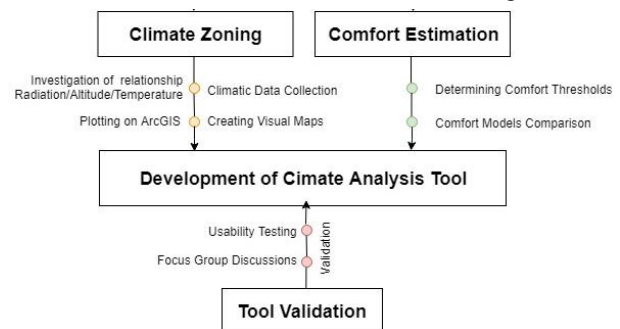 Climate Zoning
Comfort Estimation
Investigation of relationship
Radiation/Altitude/Temperature
Climatic Data Collection
Determining Comfort Thresholds
Plotting on ArcGIS
Creating Visual Maps
Comfort Models Comparison
Development of Cimate Analysis Tool
Usability Testing
Validation
Focus Group Discussions
Tool Validation